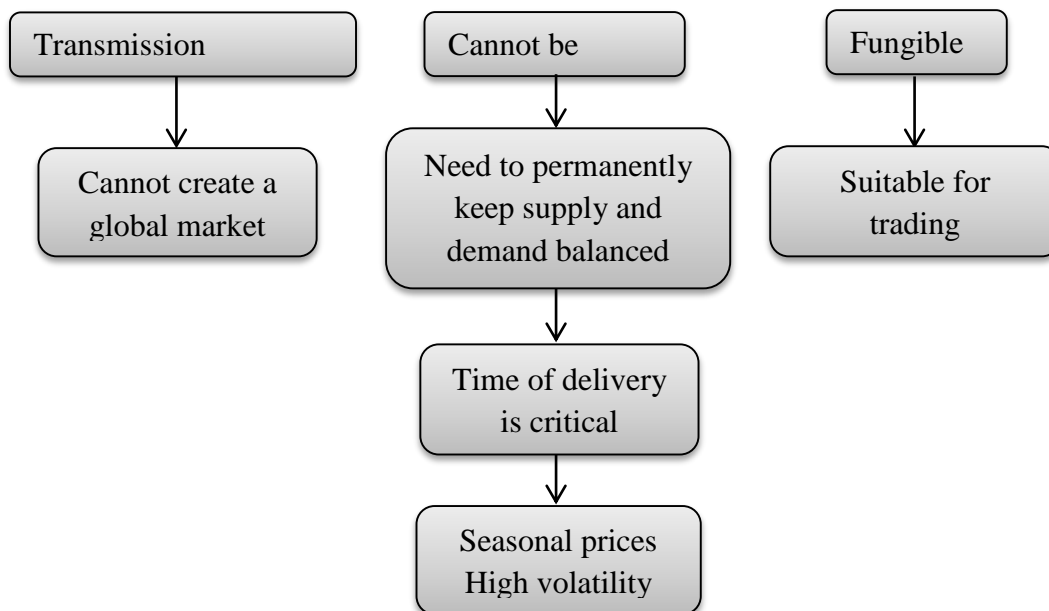 Transmission
Cannot create a
global market
Cannot be
Need to permanently
keep supply and
demand balanced
Time of delivery
is critical
Seasonal prices
High volatility
Fungible
Suitable for
trading